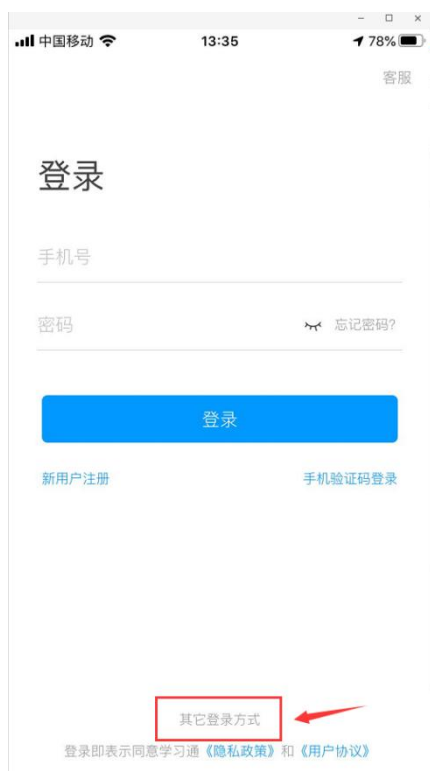 中国移动 13:35 78%
客服
登录
手机号
密码 忘记密码?
登录
新用户注册 手机验证码登录
其它登录方式
登录即表示同意学习通《隐私政策》和《用户协议》